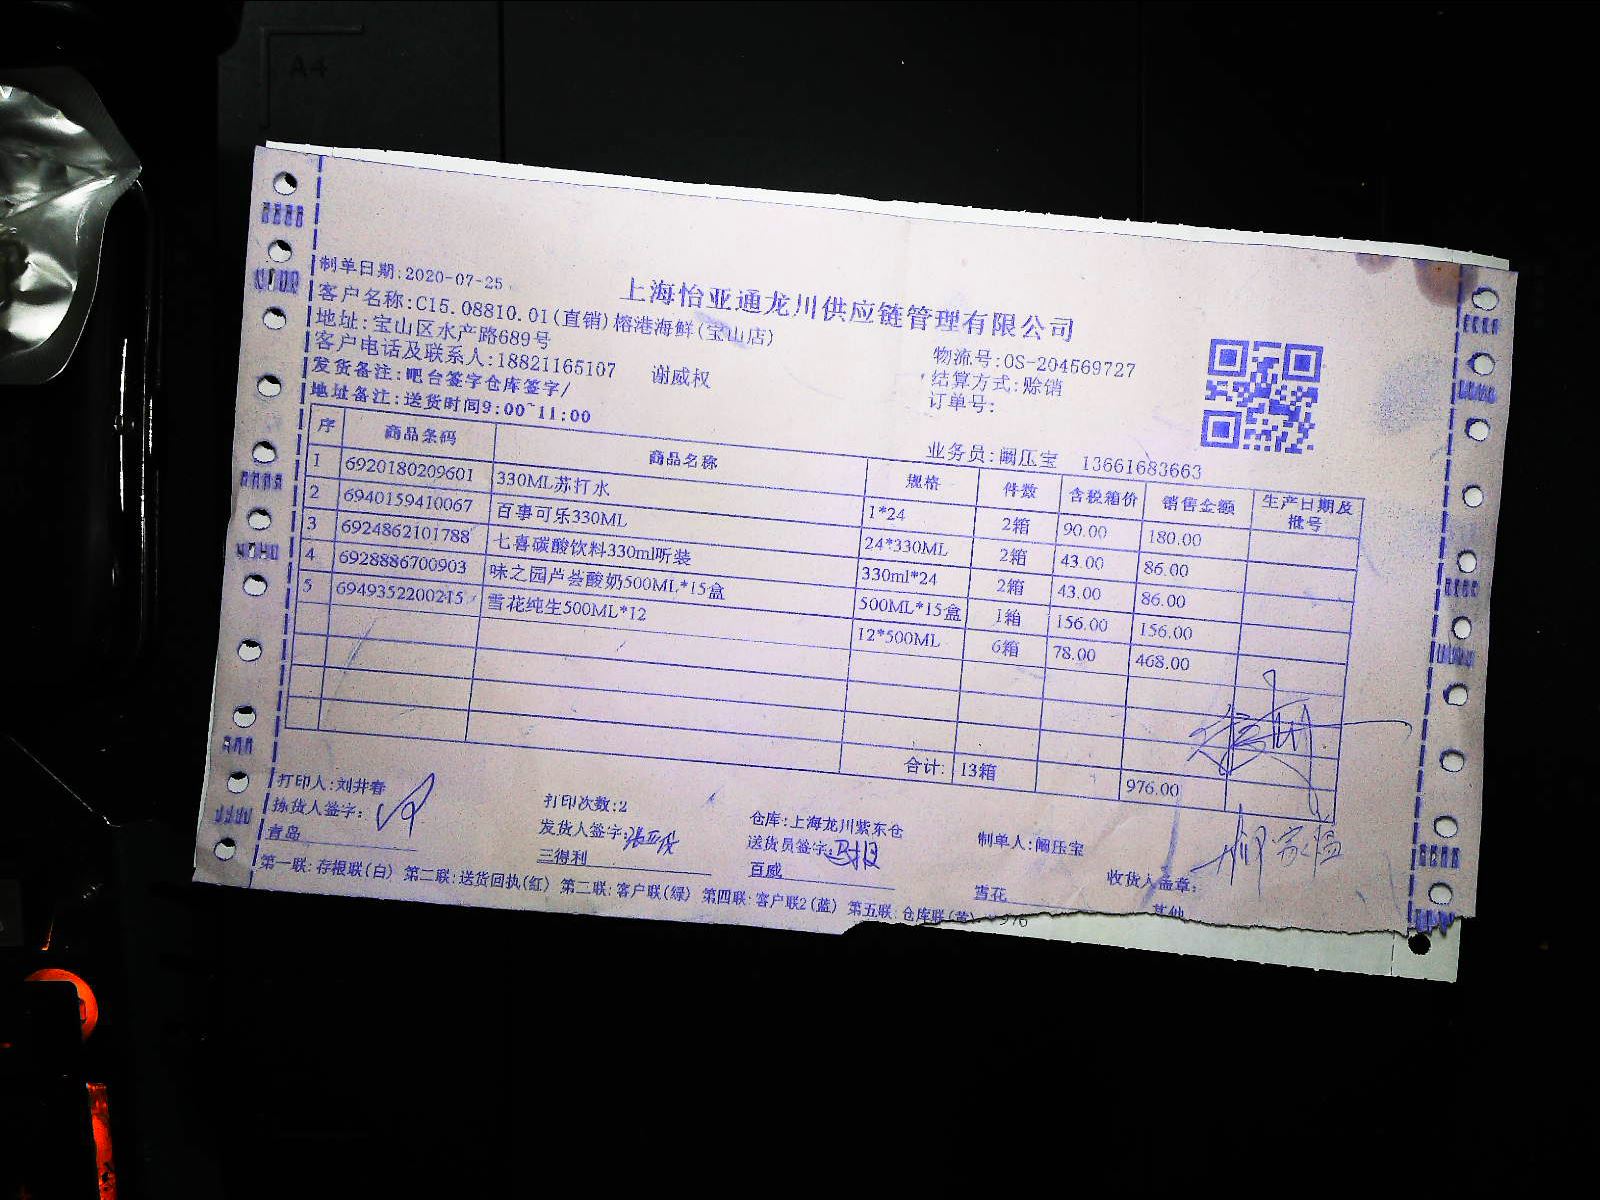 A4
制单日期:2020-07-25
上海怡亚通龙川供应链管理有限公司
客户名称:C15.08810.01(直销)榕港海鲜(宝山店)
地址:宝山区水产路689号
物流号:OS-204569727
客户电话及联系人:18821165107 谢威权
结算方式:赊销
发货备注:吧台签字仓库签字/
订单号:
地址备注:送货时间9:00~11:00
业务员:阚压宝 13661683663
序 商品条码 商品名称 规格 件数 含税箱价 销售金额 生产日期及批号
1 6920180209601 330ML苏打水 1*24 2箱 90.00 180.00
2 6940159410067 百事可乐330ML 24*330ML 2箱 43.00 86.00
3 6924862101788 七喜碳酸饮料330ml听装 330ml*24 2箱 43.00 86.00
4 6928886700903 味之园芦荟酸奶500ML*15盒 500ML*15盒 1箱 156.00 156.00
5 6949352200215 雪花纯生500ML*12 12*500ML 6箱 78.00 468.00
合计: 13箱 976.00
打印人:刘井春 打印次数:2 仓库:上海龙川紫东仓 制单人:阚压宝
拣货人签字: 发货人签字: 送货员签字: 收货人盖章:
青岛 三得利 百威 雪花 其他
第一联:存根联(白) 第二联:送货回执(红) 第二联:客户联(绿) 第四联:客户联2(蓝) 第五联:仓库联(黄) 976